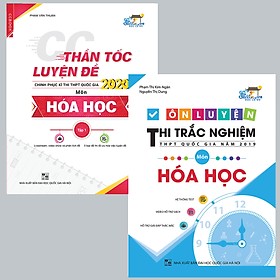 PHẠM VĂN THUẬN
CC THẦN TỐC
LUYỆN ĐỀ 2020
CHINH PHỤC KÌ THI THPT QUỐC GIA
Môn
HÓA HỌC
Tập 1
NHÀ XUẤT BẢN ĐẠI HỌC QUỐC GIA HÀ NỘI
Phạm Thị Kim Ngân
Nguyễn Thị Dung
ÔN LUYỆN
THI TRẮC NGHIỆM
THPT QUỐC GIA NĂM 2019
Môn
HÓA HỌC
NHÀ XUẤT BẢN ĐẠI HỌC QUỐC GIA HÀ NỘI